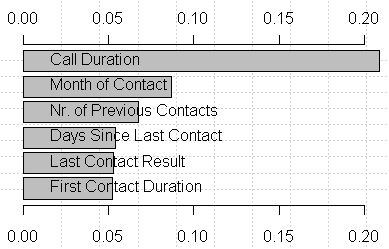 0.00 0.05 0.10 0.15 0.20
Call Duration
Month of Contact
Nr. of Previous Contacts
Days Since Last Contact
Last Contact Result
First Contact Duration
0.00 0.05 0.10 0.15 0.20